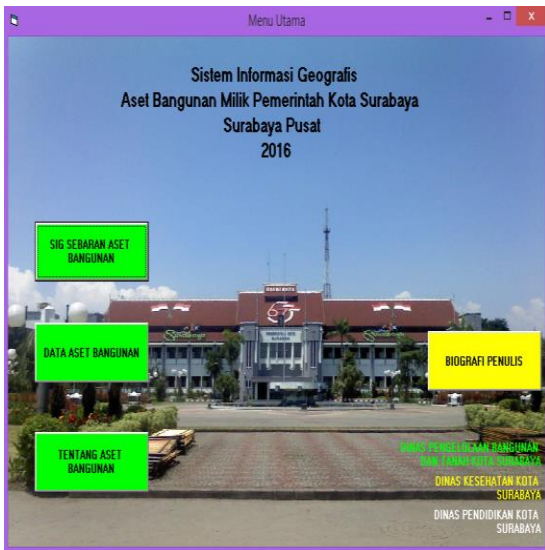 Menu Utama
Sistem Informasi Geografis
Aset Bangunan Milik Pemerintah Kota Surabaya
Surabaya Pusat
2016
SIG SEBARAN ASET
BANGUNAN
DATA ASET BANGUNAN
BIOGRAFI PENULIS
TENTANG ASET
BANGUNAN
DINAS PENGELOLAAN BANGUNAN
DAN TANAH KOTA SURABAYA
DINAS KESEHATAN KOTA
SURABAYA
DINAS PENDIDIKAN KOTA
SURABAYA